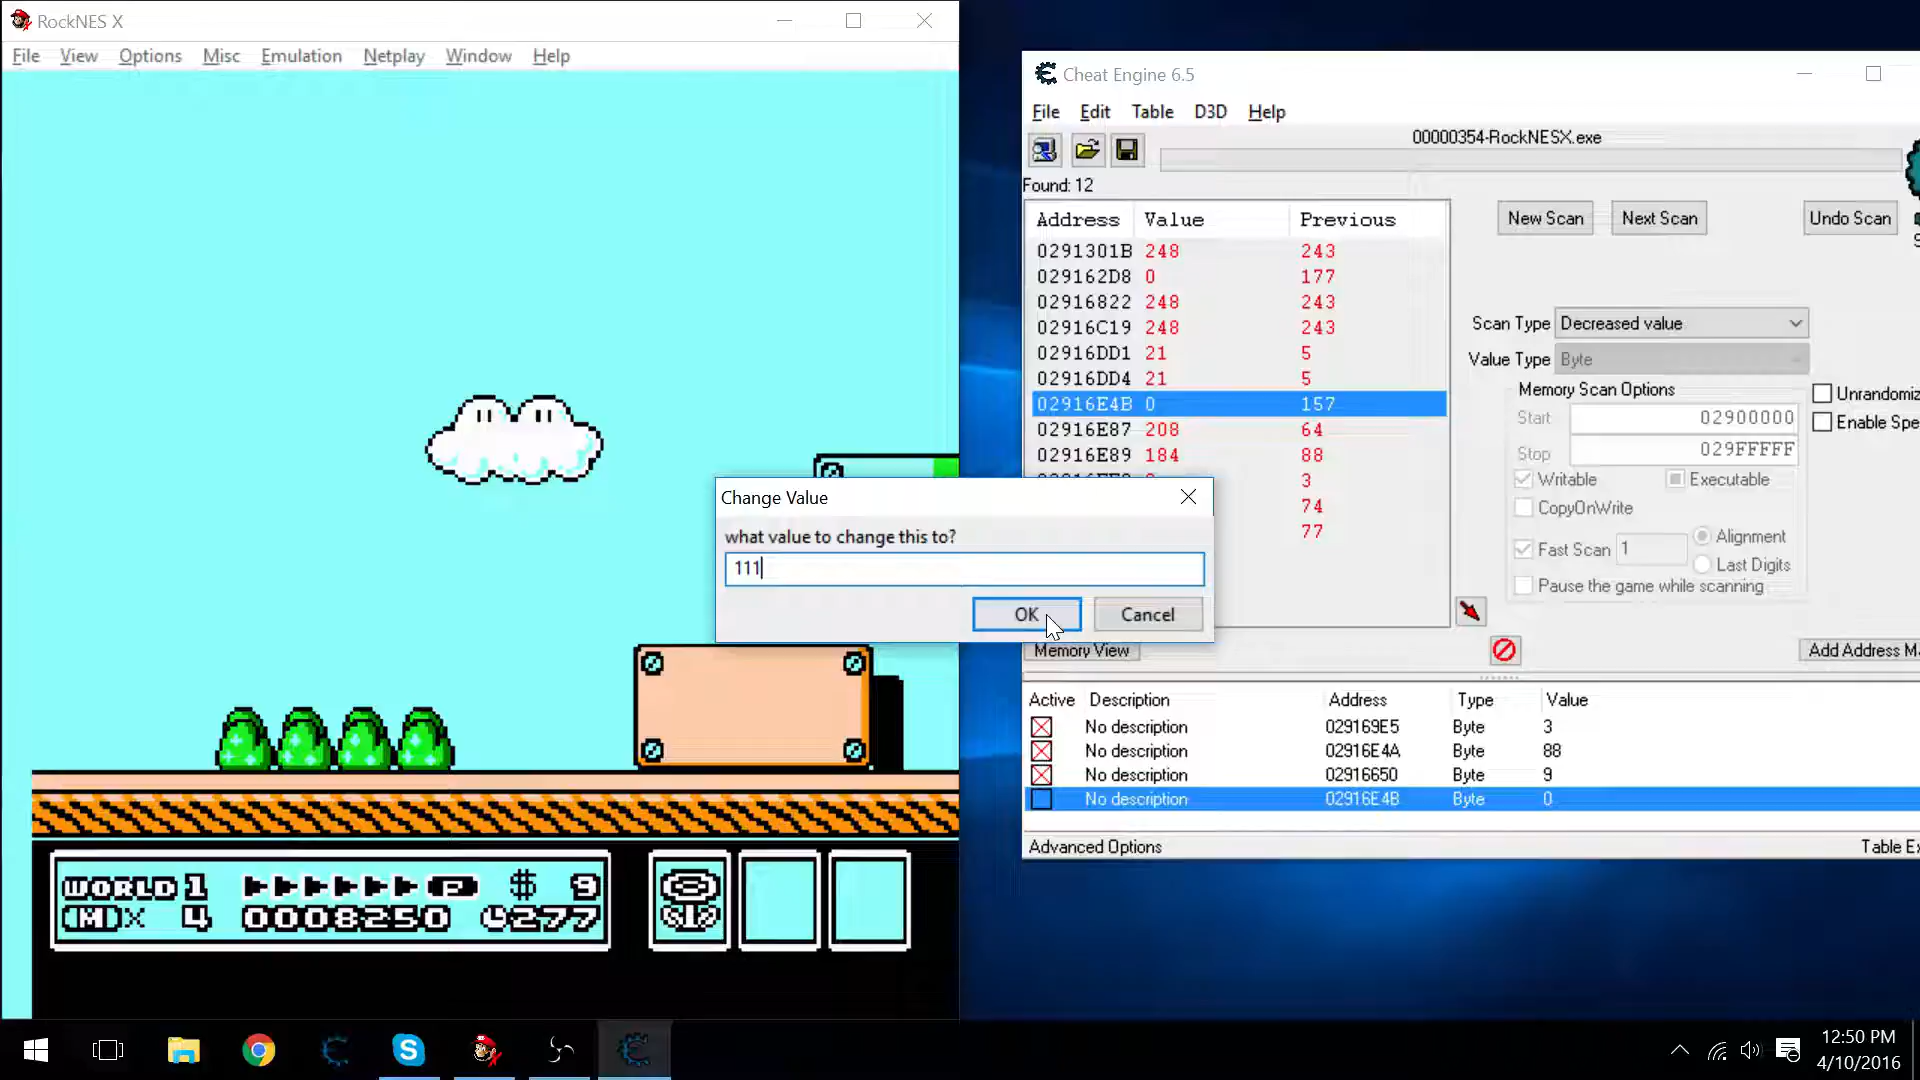 RockNES X
File View Options Misc Emulation Netplay Window Help
WORLD 1 P $ 9
(M)x 4 0008250 277
Cheat Engine 6.5
File Edit Table D3D Help
00000354-RockNESX.exe
Found: 12
Address Value Previous
0291301B 248 243
029162D8 0 177
02916822 248 243
02916C19 248 243
02916DD1 21 5
02916DD4 21 5
02916E4B 0 157
02916E87 208 64
02916E89 184 88
3
74
77
New Scan Next Scan Undo Scan
Scan Type Decreased value
Value Type Byte
Memory Scan Options
Start 02900000
Stop 029FFFFF
Writable Executable
CopyOnWrite
Fast Scan 1 Alignment
Last Digits
Pause the game while scanning
Unrandomiz
Enable Spe
Change Value
what value to change this to?
111
OK Cancel
Memory View
Add Address M
Active Description Address Type Value
No description 029169E5 Byte 3
No description 02916E4A Byte 88
No description 02916650 Byte 9
No description 02916E4B Byte 0
Advanced Options Table Ex
12:50 PM
4/10/2016